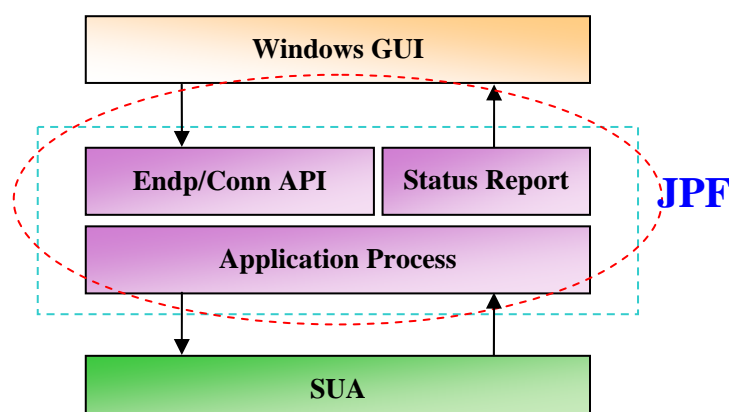 Windows GUI
Endp/Conn API
Status Report
JPF
Application Process
SUA